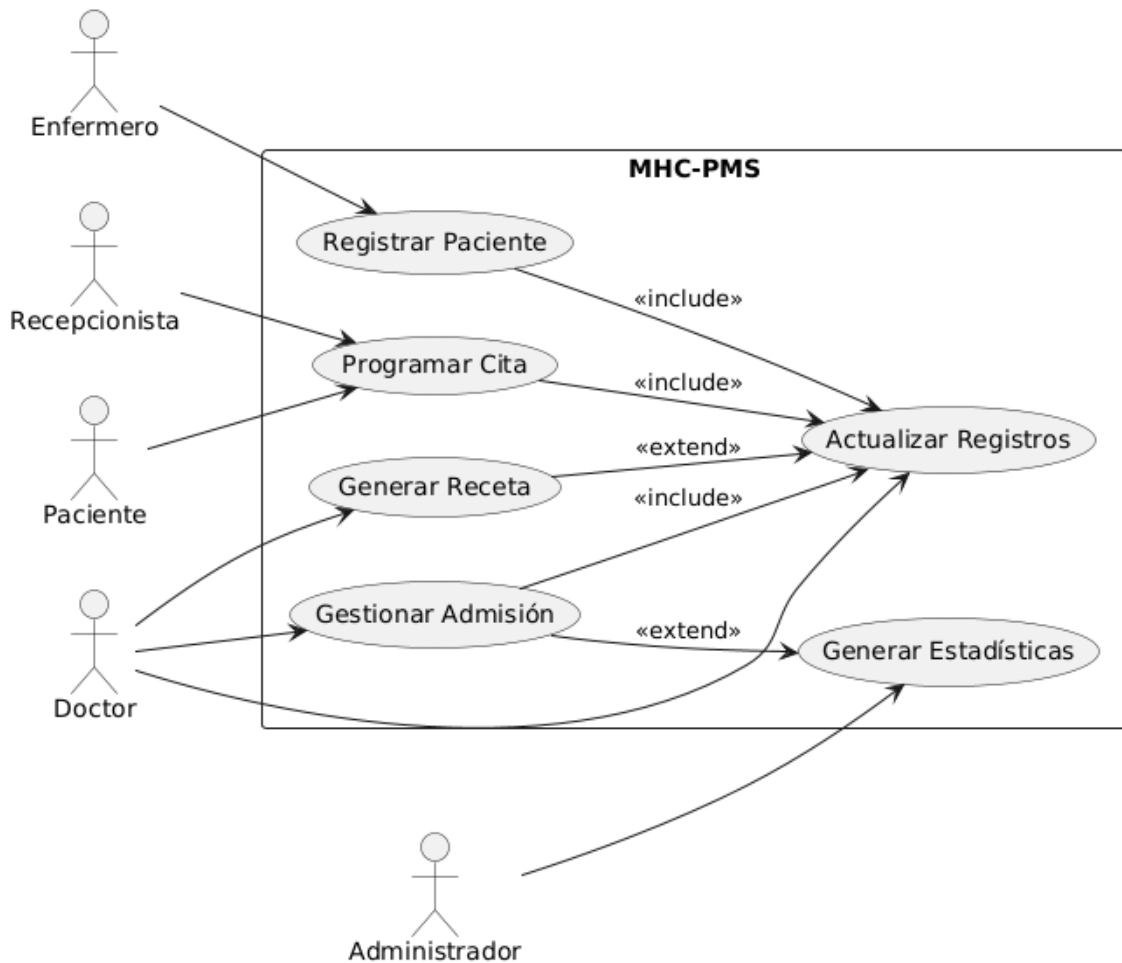 Enfermero
MHC-PMS
Registrar Paciente
«include»
Recepcionista
Programar Cita
«include»
Actualizar Registros
Paciente
«extend»
Generar Receta
«include»
Gestionar Admisión
«extend»
Generar Estadísticas
Doctor
Administrador